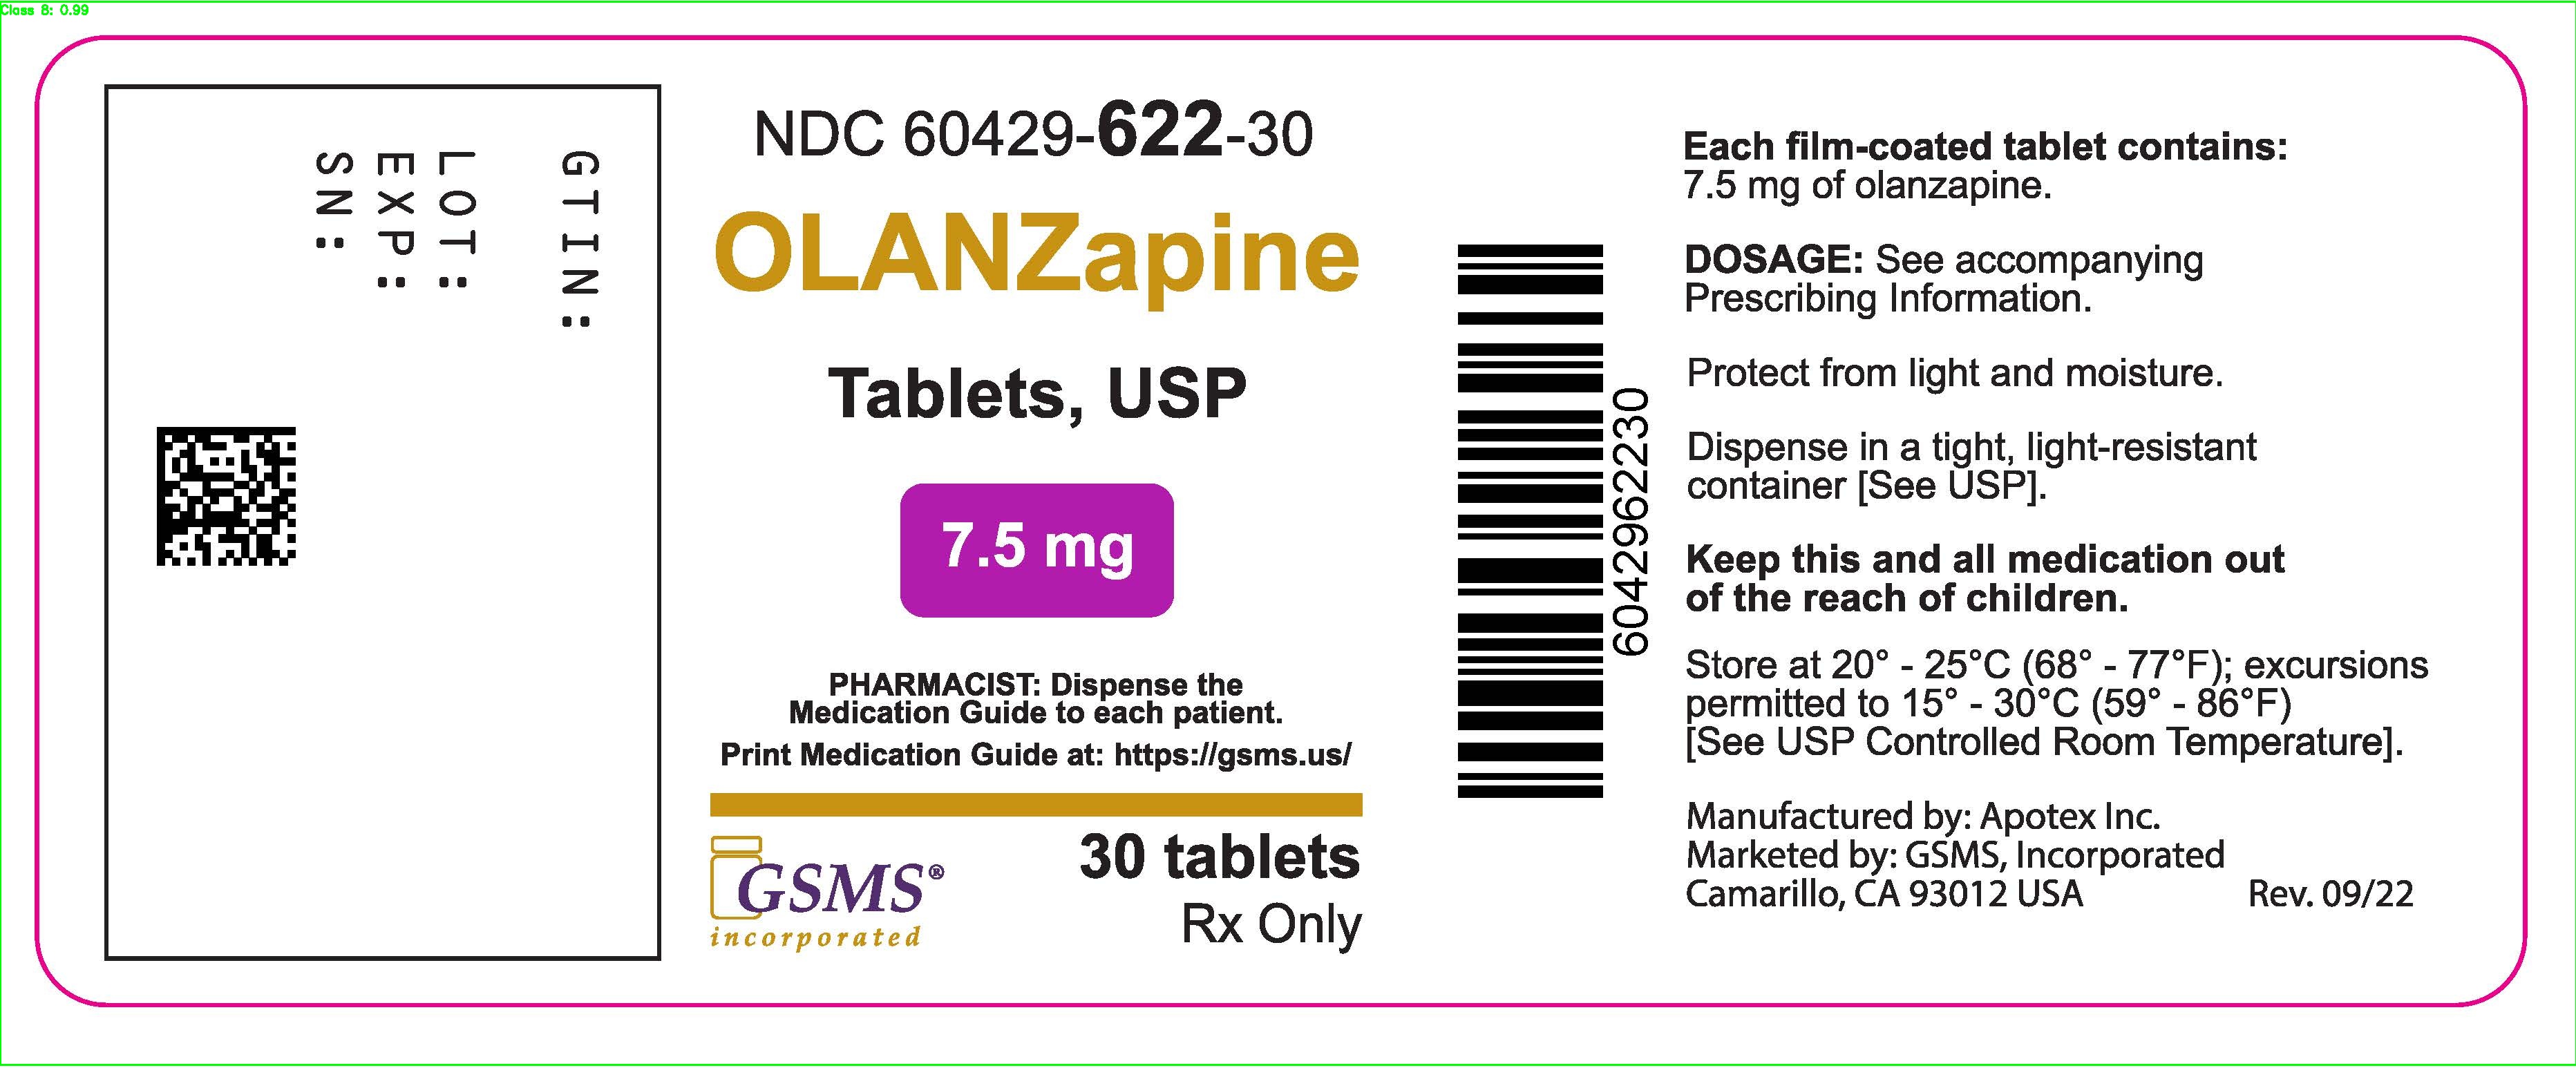 Class 8: 0.99
GTIN:
LOT:
EXP:
SN:
NDC 60429-622-30
OLANZapine
Tablets, USP
7.5 mg
PHARMACIST: Dispense the
Medication Guide to each patient.
Print Medication Guide at: https://gsms.us/
GSMS®
incorporated
30 tablets
Rx Only
6042962230
Each film-coated tablet contains:
7.5 mg of olanzapine.
DOSAGE: See accompanying
Prescribing Information.
Protect from light and moisture.
Dispense in a tight, light-resistant
container [See USP].
Keep this and all medication out
of the reach of children.
Store at 20° - 25°C (68° - 77°F); excursions
permitted to 15° - 30°C (59° - 86°F)
[See USP Controlled Room Temperature].
Manufactured by: Apotex Inc.
Marketed by: GSMS, Incorporated
Camarillo, CA 93012 USA Rev. 09/22